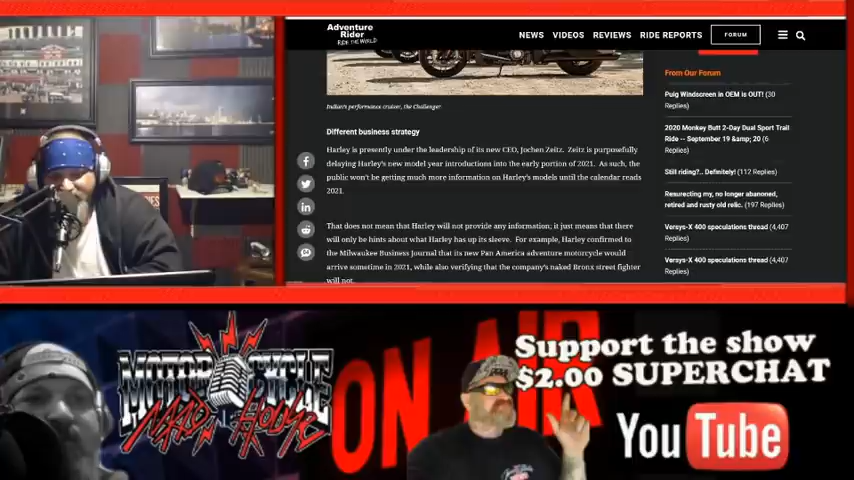 Adventure
Rider
RIDE THE WORLD
NEWS VIDEOS REVIEWS RIDE REPORTS FORUM
Indian's performance cruiser, the Challenger
Different business strategy
Harley is presently under the leadership of its new CEO, Jochen Zeitz. Zeitz is purposefully
delaying Harley's new model year introductions into the early portion of 2021. As such, the
public won't be getting much more information on Harley's models until the calendar reads
2021.
That does not mean that Harley will not provide any information; it just means that there
will only be hints about what Harley has up its sleeve. For example, Harley confirmed to
the Milwaukee Business Journal that its new Pan America adventure motorcycle would
arrive sometime in 2021, while also verifying that the company's naked Bronx street fighter
will not.
From Our Forum
Puig Windscreen in OEM is OUT! (30
Replies)
2020 Monkey Butt 2-Day Dual Sport Trail
Ride -- September 19 &amp; 20 (6
Replies)
Still riding?.. Definitely! (112 Replies)
Resurrecting my, no longer abanoned,
retired and rusty old relic. (197 Replies)
Versys-X 400 speculations thread (4,407
Replies)
Versys-X 400 speculations thread (4,407
Replies)
MOTORCYCLE
MAD HOUSE
ON AIR
Support the show
$2.00 SUPERCHAT
YouTube